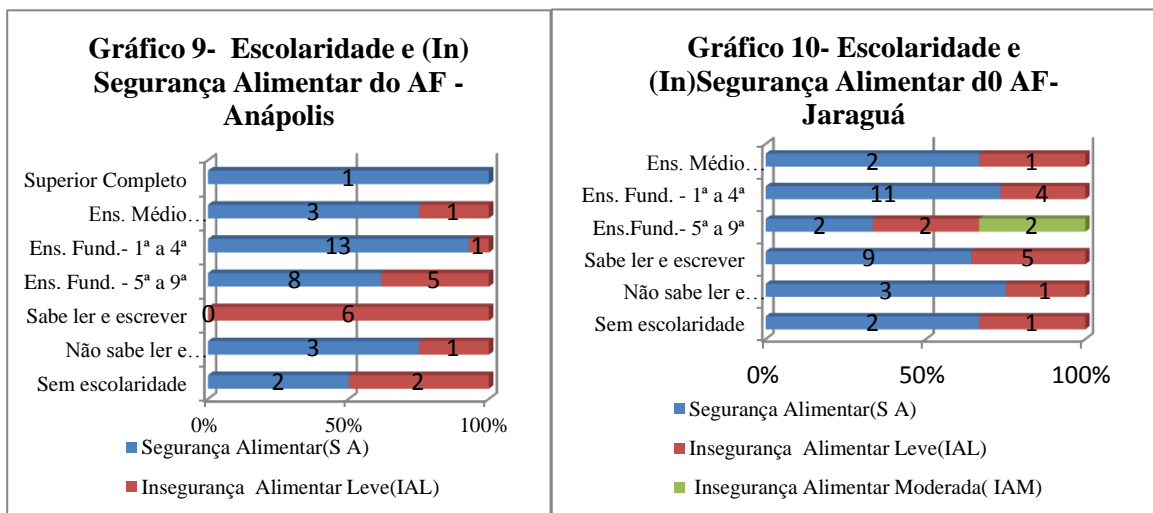 Gráfico 9- Escolaridade e (In)
Segurança Alimentar do AF -
Anápolis
Superior Completo
1
Ens. Médio…
3 1
Ens. Fund.- 1ª a 4ª
13 1
Ens. Fund. - 5ª a 9ª
8 5
Sabe ler e escrever
0 6
Não sabe ler e…
3 1
Sem escolaridade
2 2
0% 50% 100%
Segurança Alimentar(S A)
Insegurança Alimentar Leve(IAL)
Gráfico 10- Escolaridade e
(In)Segurança Alimentar d0 AF-
Jaraguá
Ens. Médio…
2 1
Ens. Fund. - 1ª a 4ª
11 4
Ens.Fund.- 5ª a 9ª
2 2 2
Sabe ler e escrever
9 5
Não sabe ler e…
3 1
Sem escolaridade
2 1
0% 50% 100%
Segurança Alimentar(S A)
Insegurança Alimentar Leve(IAL)
Insegurança Alimentar Moderada( IAM)